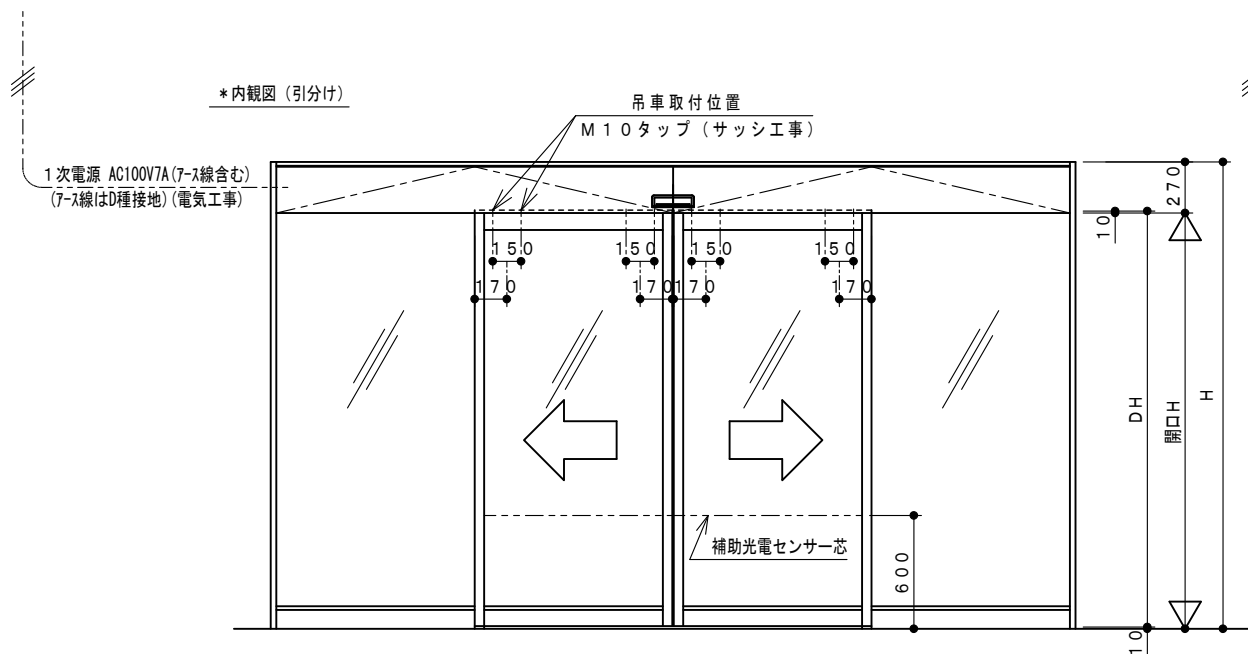 *内観図(引分け)
吊車取付位置
M10タップ(サッシ工事)
1次電源 AC100V7A(アース線含む)
(アース線はD種接地)(電気工事)
270
10
150
150
150
150
170
170
170
170
DH
開口H
H
補助光電センサー芯
600
10